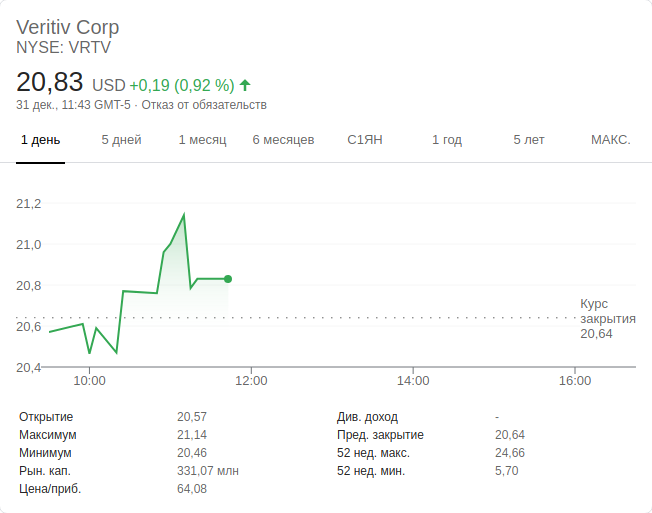 Veritiv Corp
NYSE: VRTV
20,83 USD +0,19 (0,92 %)
31 дек., 11:43 GMT-5 · Отказ от обязательств
1 день 5 дней 1 месяц 6 месяцев С1ЯН 1 год 5 лет МАКС.
21,2
21,0
20,8
20,6
20,4
Курс
закрытия
20,64
10:00 12:00 14:00 16:00
Открытие 20,57 Див. доход -
Максимум 21,14 Пред. закрытие 20,64
Минимум 20,46 52 нед. макс. 24,66
Рын. кап. 331,07 млн 52 нед. мин. 5,70
Цена/приб. 64,08